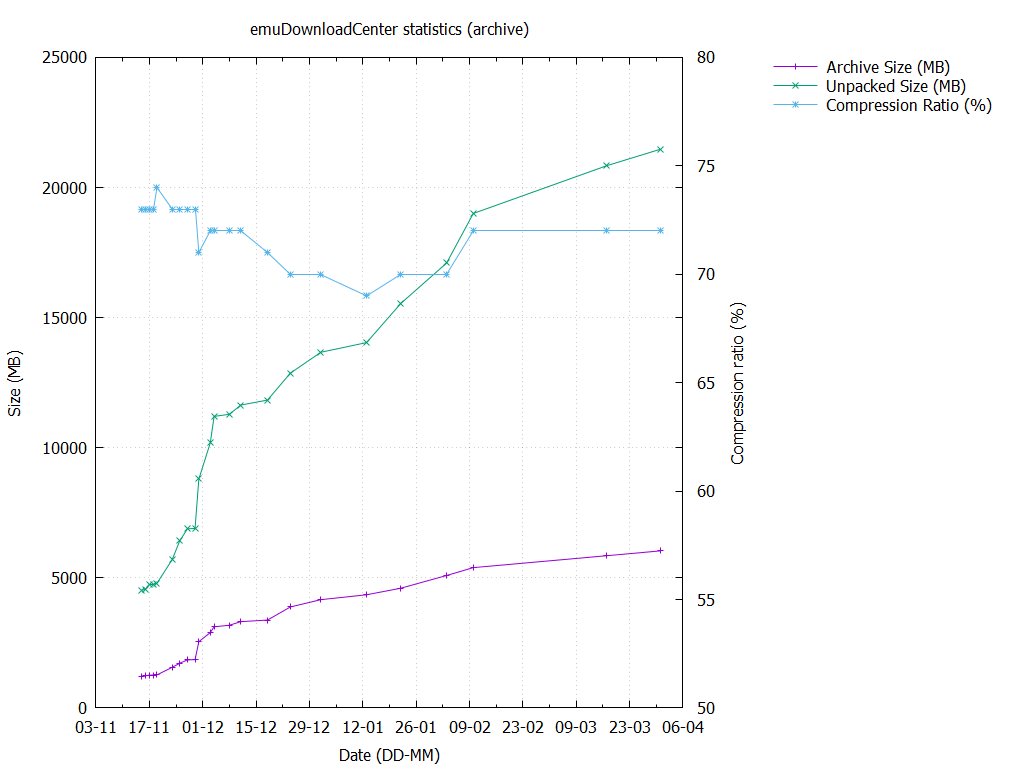 emuDownloadCenter statistics (archive)
25000
20000
15000
10000
5000
0
Size (MB)
80
75
70
65
60
55
50
Compression ratio (%)
03-11 17-11 01-12 15-12 29-12 12-01 26-01 09-02 23-02 09-03 23-03 06-04
Date (DD-MM)
Archive Size (MB)
Unpacked Size (MB)
Compression Ratio (%)